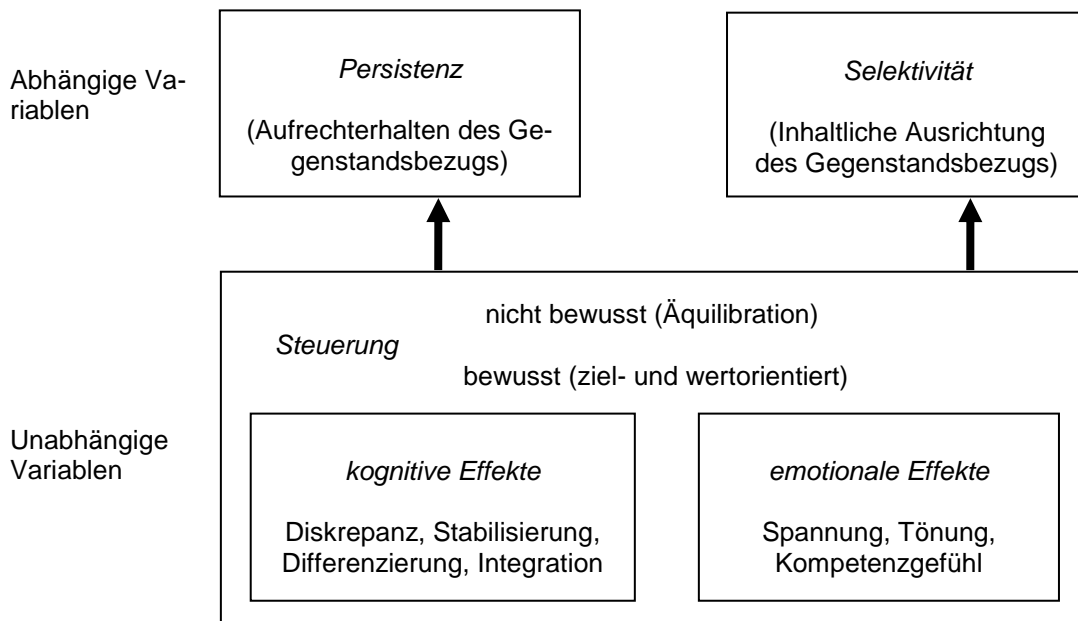 Abhängige Va-
riablen
Persistenz
(Aufrechterhalten des Ge-
genstandsbezugs)
Selektivität
(Inhaltliche Ausrichtung
des Gegenstandsbezugs)
nicht bewusst (Äquilibration)
Steuerung
bewusst (ziel- und wertorientiert)
Unabhängige
Variablen
kognitive Effekte
Diskrepanz, Stabilisierung,
Differenzierung, Integration
emotionale Effekte
Spannung, Tönung,
Kompetenzgefühl